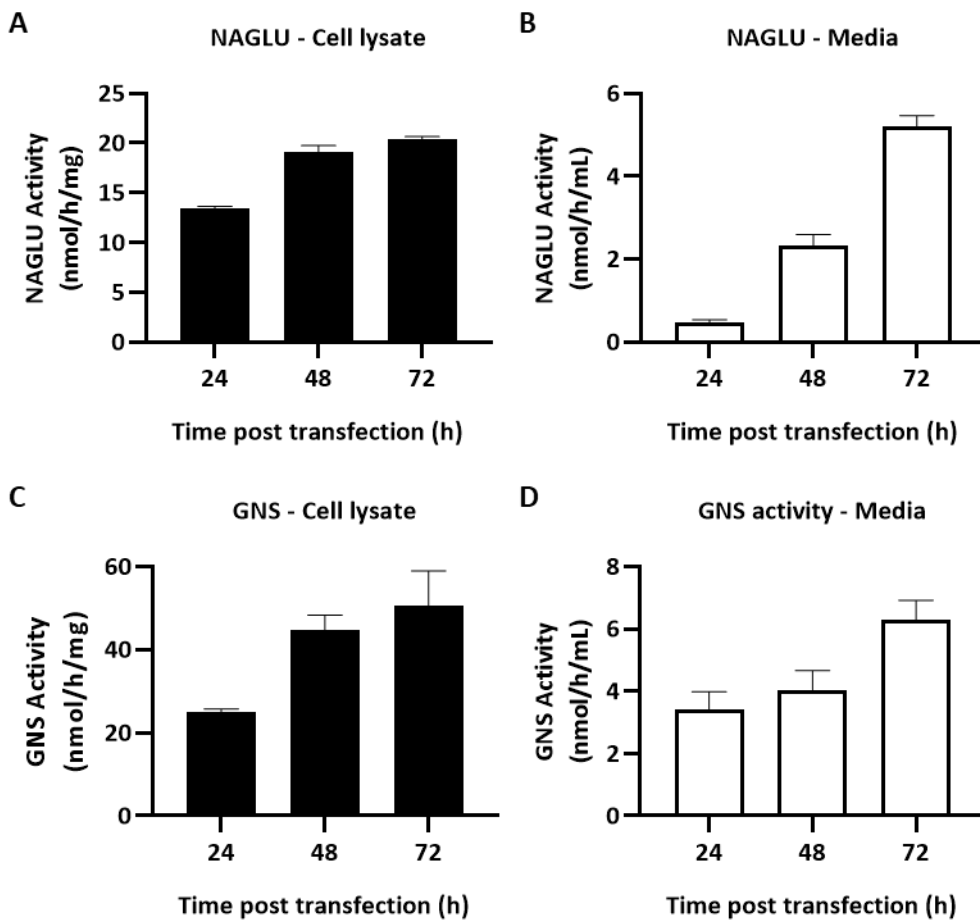 A
NAGLU - Cell lysate
NAGLU Activity
(nmol/h/mg)
25
20
15
10
5
0
24 48 72
Time post transfection (h)
B
NAGLU - Media
NAGLU Activity
(nmol/h/mL)
6
4
2
0
24 48 72
Time post transfection (h)
C
GNS - Cell lysate
GNS Activity
(nmol/h/mg)
60
40
20
0
24 48 72
Time post transfection (h)
D
GNS activity - Media
GNS Activity
(nmol/h/mL)
8
6
4
2
0
24 48 72
Time post transfection (h)